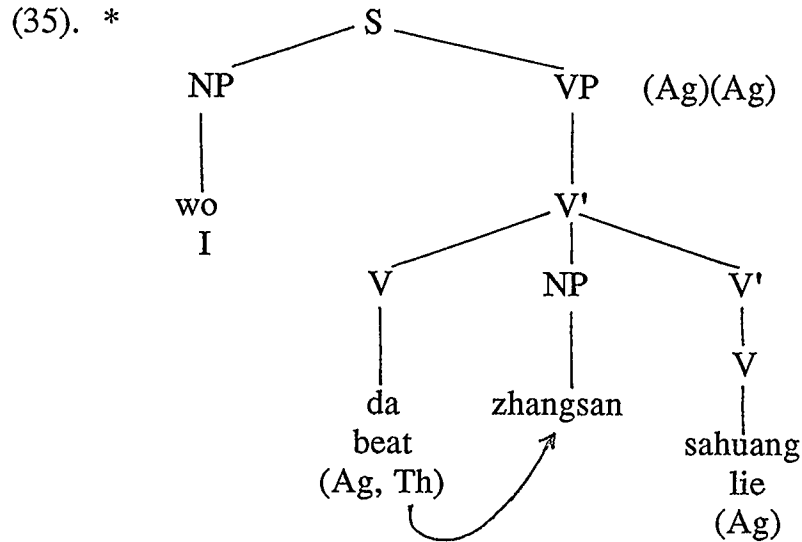 (35). * S
NP VP (Ag)(Ag)
wo V'
I
V NP V'
V
da zhangsan
beat sahuang
(Ag, Th) lie
(Ag)